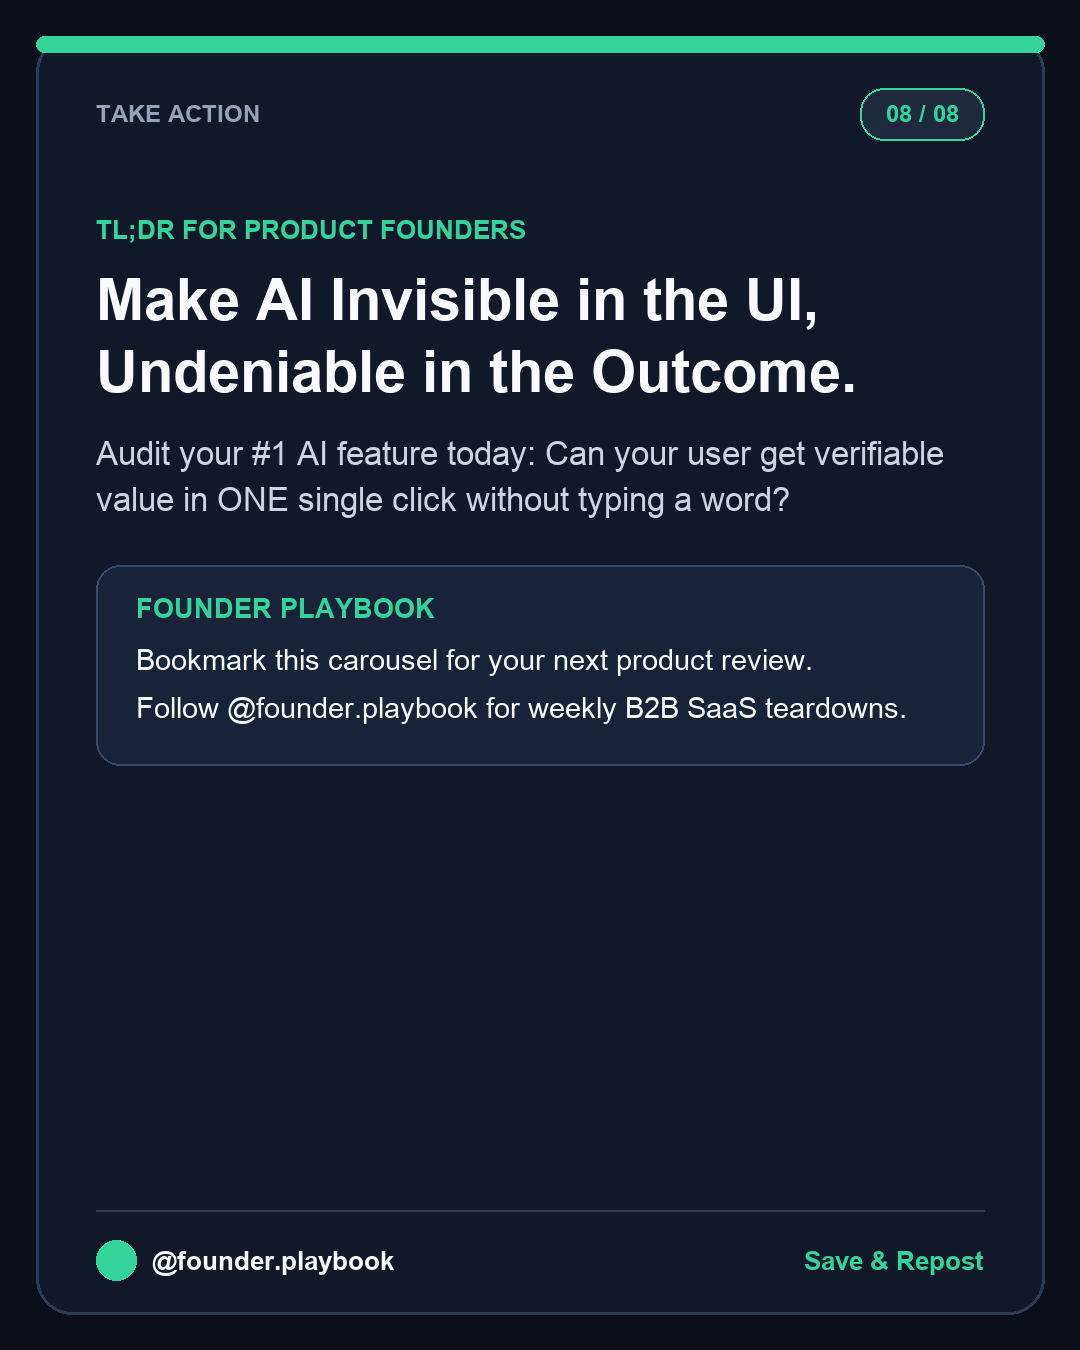 TAKE ACTION
08 / 08
TL;DR FOR PRODUCT FOUNDERS
Make AI Invisible in the UI,
Undeniable in the Outcome.
Audit your #1 AI feature today: Can your user get verifiable
value in ONE single click without typing a word?
FOUNDER PLAYBOOK
Bookmark this carousel for your next product review.
Follow @founder.playbook for weekly B2B SaaS teardowns.
@founder.playbook
Save & Repost